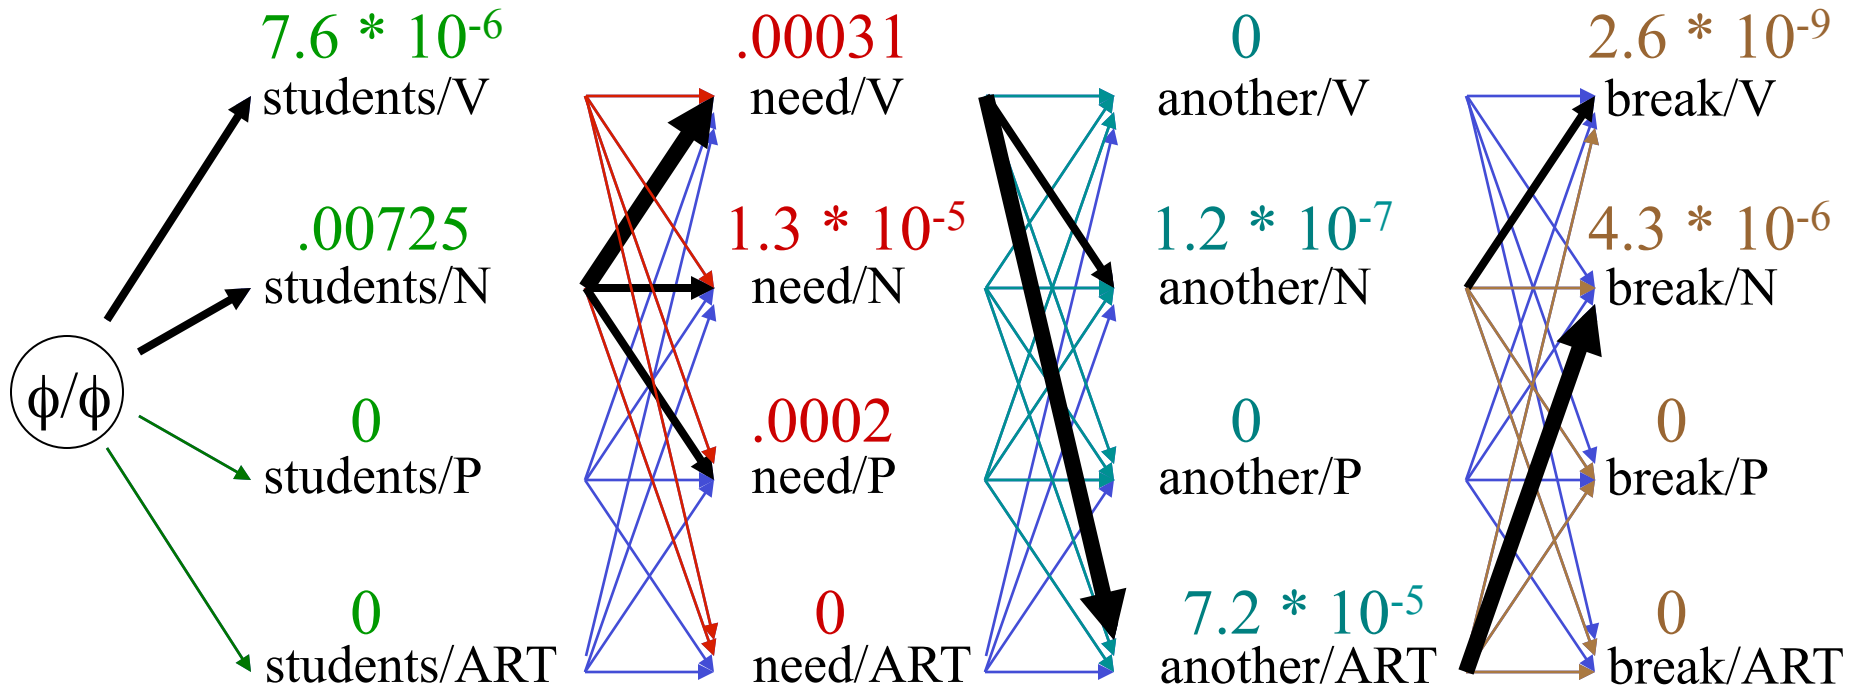 7.6 * 10-6 .00031 0 2.6 * 10-9
students/V need/V another/V break/V
.00725 1.3 * 10-5 1.2 * 10-7 4.3 * 10-6
students/N need/N another/N break/N
ϕ/ϕ
0 .0002 0 0
students/P need/P another/P break/P
0 0 7.2 * 10-5 0
students/ART need/ART another/ART break/ART